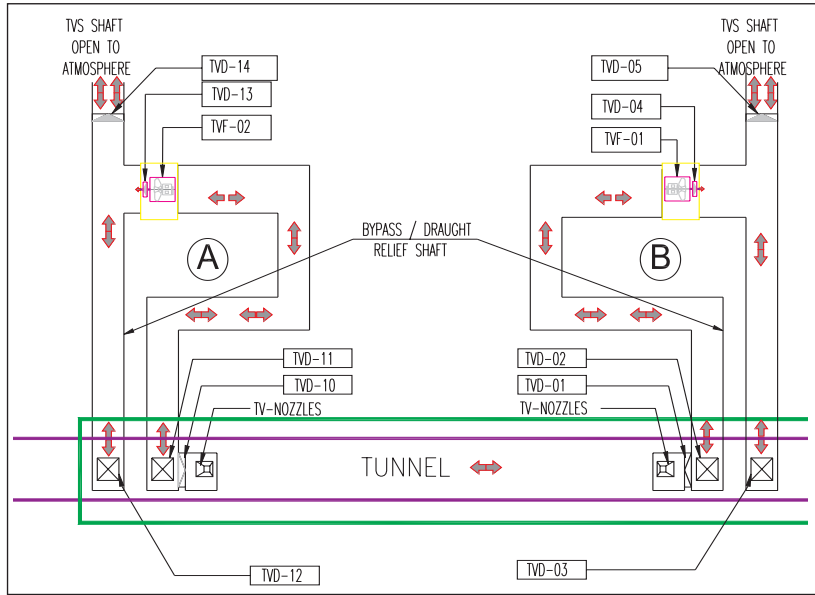 TVS SHAFT
OPEN TO
ATMOSPHERE
TVD-14
TVD-13
TVF-02
TVS SHAFT
OPEN TO
ATMOSPHERE
TVD-05
TVD-04
TVF-01
A
BYPASS / DRAUGHT
RELIEF SHAFT
B
TVD-11
TVD-10
TV-NOZZLES
TVD-02
TVD-01
TV-NOZZLES
TUNNEL
TVD-12
TVD-03